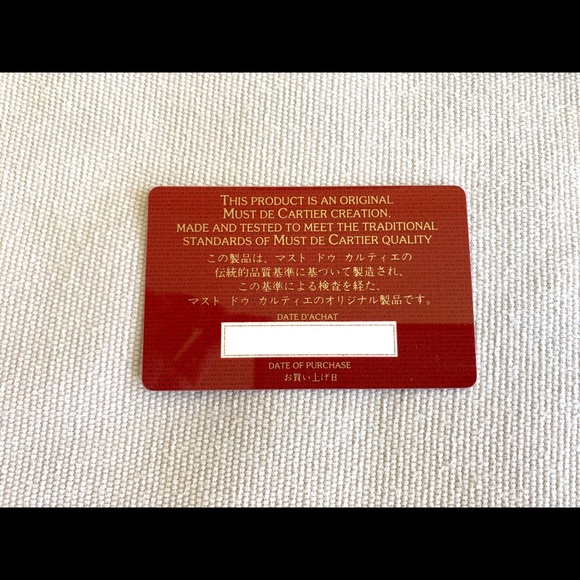 THIS PRODUCT IS AN ORIGINAL
MUST DE CARTIER CREATION,
MADE AND TESTED TO MEET THE TRADITIONAL
STANDARDS OF MUST DE CARTIER QUALITY
この製品は、マスト ドゥ カルティエの
伝統的品質基準に基づいて製造され、
この基準による検査を経た、
マスト ドゥ カルティエのオリジナル製品です。
DATE D'ACHAT
DATE OF PURCHASE
お買い上げ日